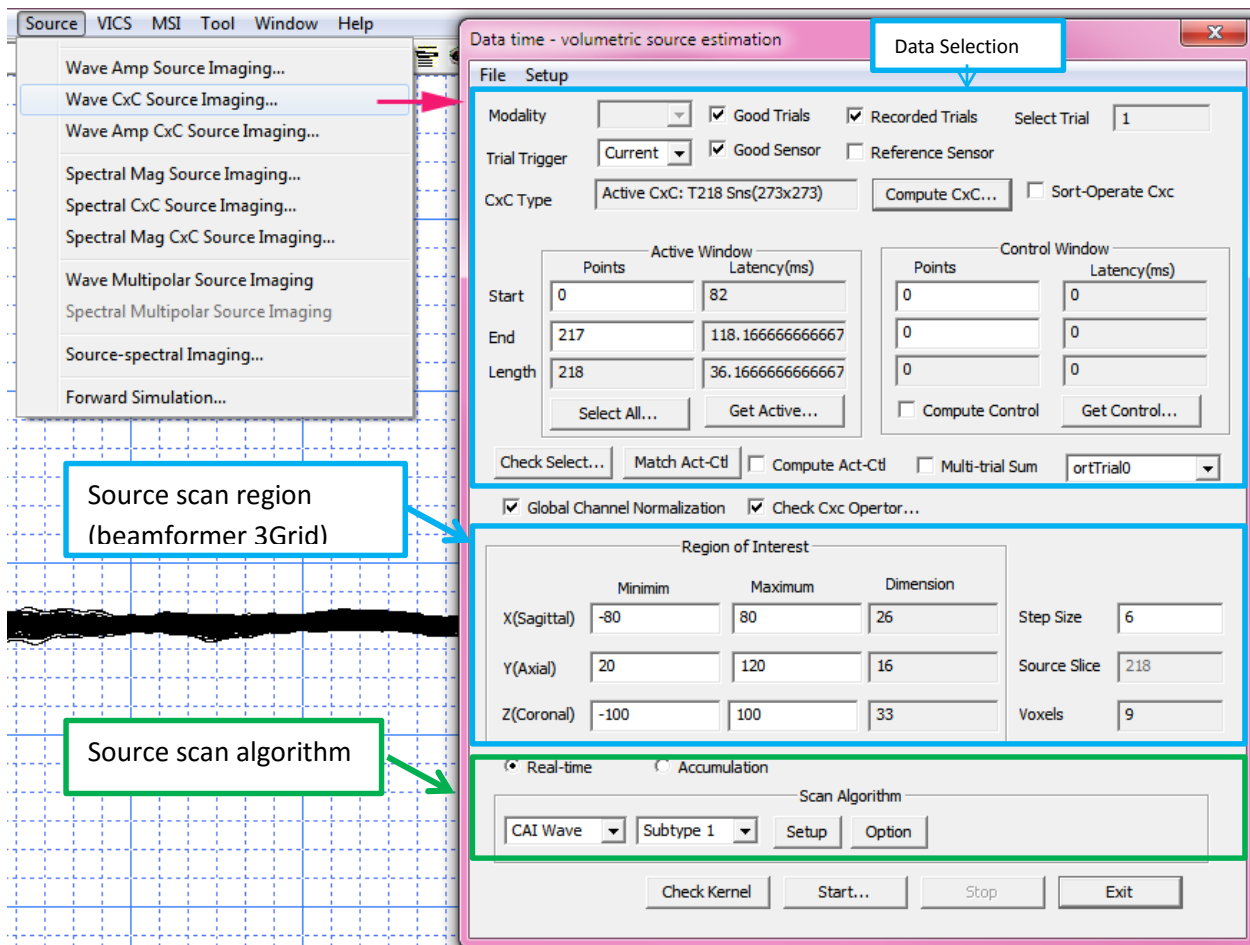 Source VICS MSI Tool Window Help
Wave Amp Source Imaging...
Wave CxC Source Imaging...
Wave Amp CxC Source Imaging...
Spectral Mag Source Imaging...
Spectral CxC Source Imaging...
Spectral Mag CxC Source Imaging...
Wave Multipolar Source Imaging
Spectral Multipolar Source Imaging
Source-spectral Imaging...
Forward Simulation...
Source scan region
(beamformer 3Grid)
Source scan algorithm
Data time - volumetric source estimation
Data Selection
File Setup
Modality Good Trials Recorded Trials Select Trial 1
Trial Trigger Current Good Sensor Reference Sensor
CxC Type Active CxC: T218 Sns(273x273) Compute CxC... Sort-Operate Cxc
Active Window Control Window
Points Latency(ms) Points Latency(ms)
Start 0 82 0 0
End 217 118.166666666667 0 0
Length 218 36.1666666666667 0 0
Select All... Get Active... Compute Control Get Control...
Check Select... Match Act-Ctl Compute Act-Ctl Multi-trial Sum ortTrial0
Global Channel Normalization Check Cxc Opertor...
Region of Interest
Minimim Maximum Dimension
X(Sagittal) -80 80 26 Step Size 6
Y(Axial) 20 120 16 Source Slice 218
Z(Coronal) -100 100 33 Voxels 9
Real-time Accumulation
Scan Algorithm
CAI Wave Subtype 1 Setup Option
Check Kernel Start... Stop Exit